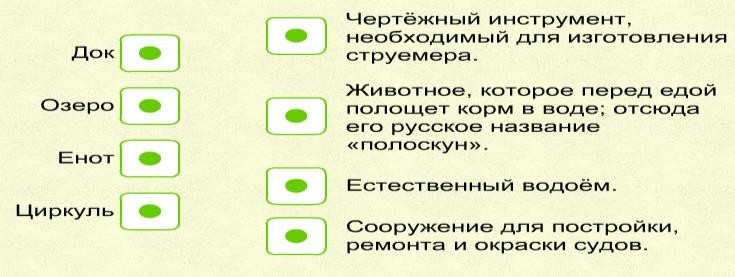 Док
Озеро
Енот
Циркуль
Чертёжный инструмент,
необходимый для изготовления
струемера.
Животное, которое перед едой
полощет корм в воде; отсюда
его русское название
«полоскун».
Естественный водоём.
Сооружение для постройки,
ремонта и окраски судов.